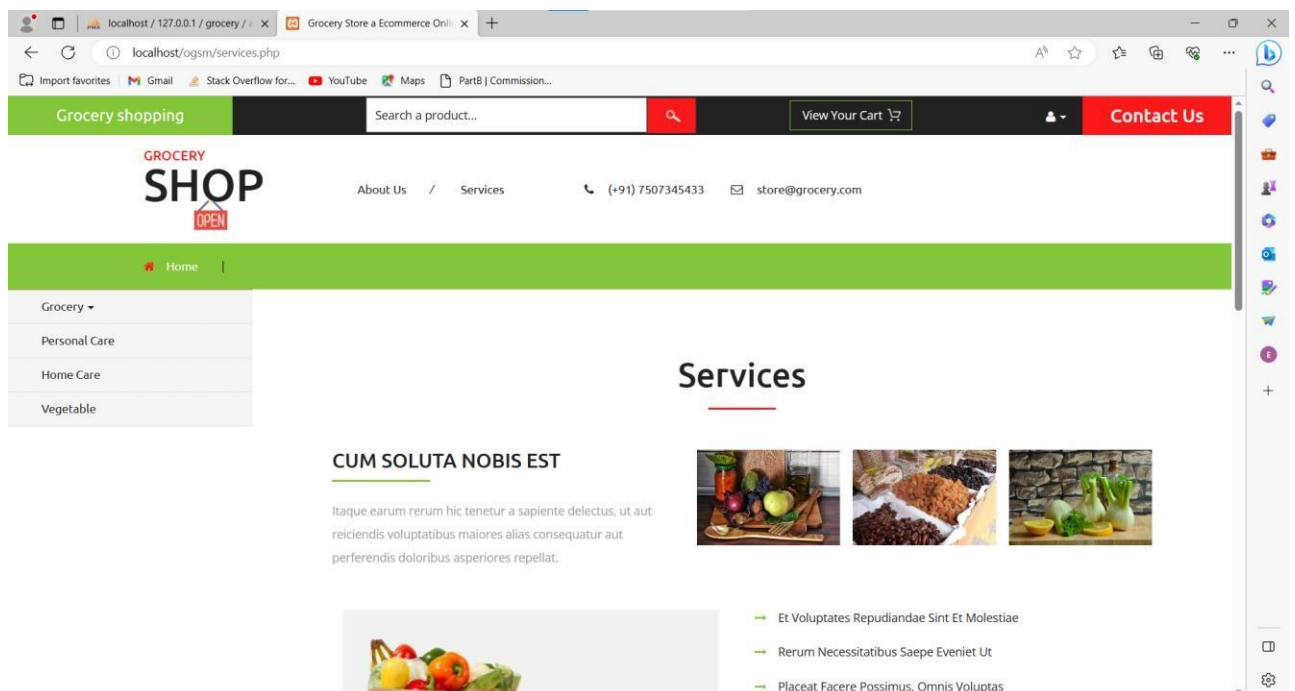 localhost / 127.0.0.1 / grocery /
Grocery Store a Ecommerce Onli
localhost/ogsm/services.php
Import favorites Gmail Stack Overflow for... YouTube Maps PartB | Commission...
Grocery shopping
Search a product...
View Your Cart
Contact Us
GROCERY
SHOP
OPEN
About Us / Services (+91) 7507345433 store@grocery.com
Home |
Grocery
Personal Care
Home Care
Vegetable
Services
CUM SOLUTA NOBIS EST
Itaque earum rerum hic tenetur a sapiente delectus, ut aut
reiciendis voluptatibus maiores alias consequatur aut
perferendis doloribus asperiores repellat.
Et Voluptates Repudiandae Sint Et Molestiae
Rerum Necessitatibus Saepe Eveniet Ut
Placeat Facere Possimus, Omnis Voluptas